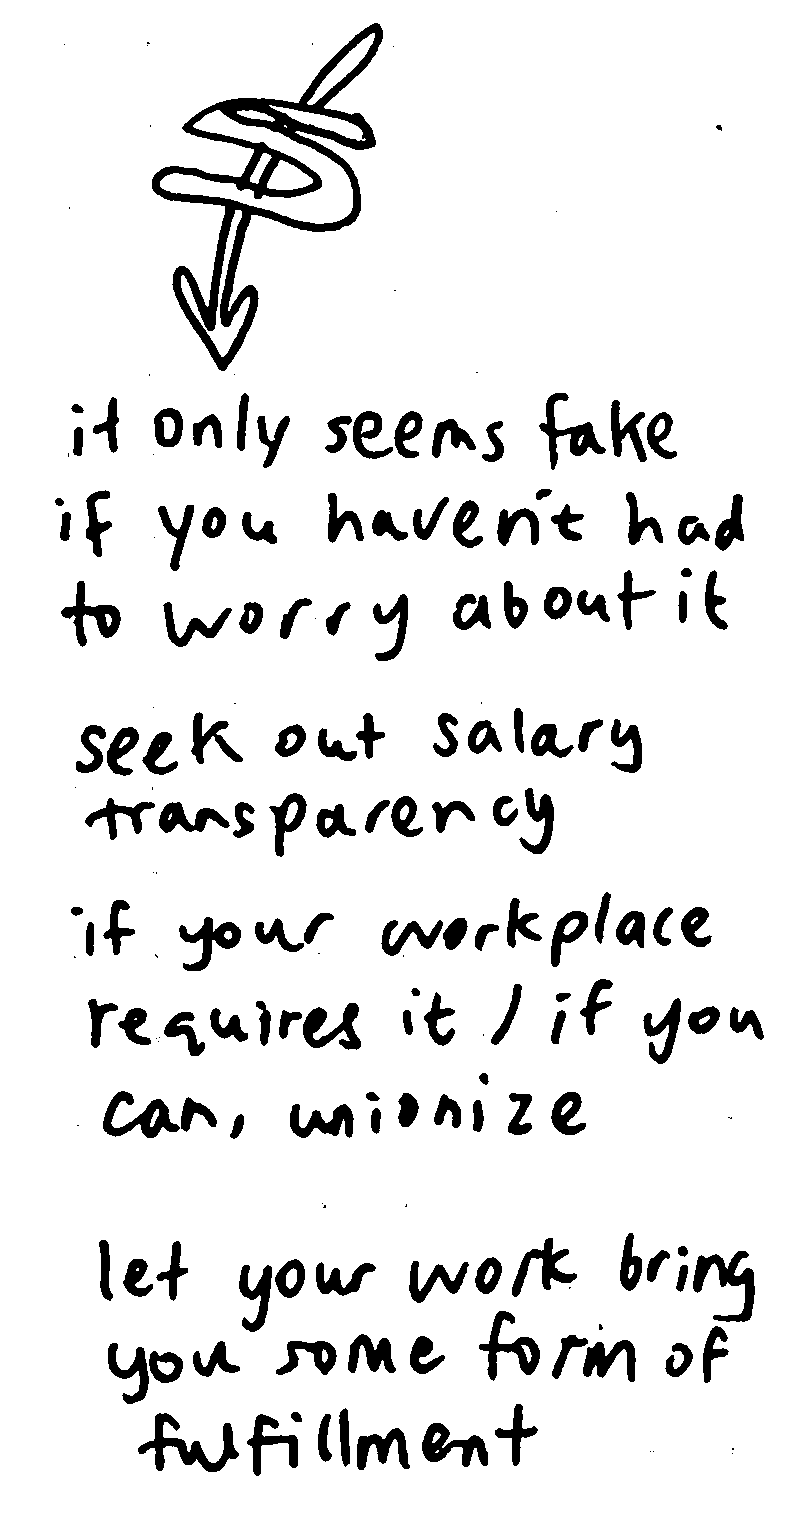 it only seems fake
if you haven't had
to worry about it
seek out salary
transparency
if your workplace
requires it / if you
can, unionize
let your work bring
you some form of
fulfillment